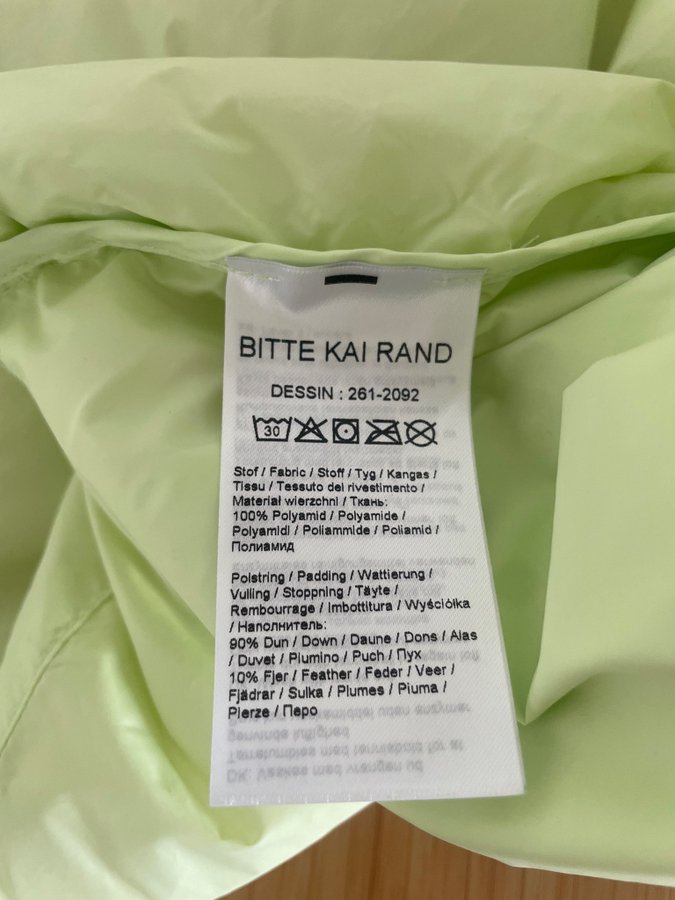 BITTE KAI RAND
DESSIN : 261-2092
30
Stof / Fabric / Stoff / Tyg / Kangas /
Tissu / Tessuto del rivestimento /
Materiał wierzchni / Ткань:
100% Polyamid / Polyamide /
Polyamidi / Poliammide / Poliamid /
Полиамид
Polstring / Padding / Wattierung /
Vulling / Stoppning / Täyte /
Rembourrage / Imbottitura / Wyściółka
/ Наполнитель:
90% Dun / Down / Daune / Dons / Alas
/ Duvet / Piumino / Puch / Пух
10% Fjer / Feather / Feder / Veer /
Fjädrar / Sulka / Plumes / Piuma /
Pierze / Перо